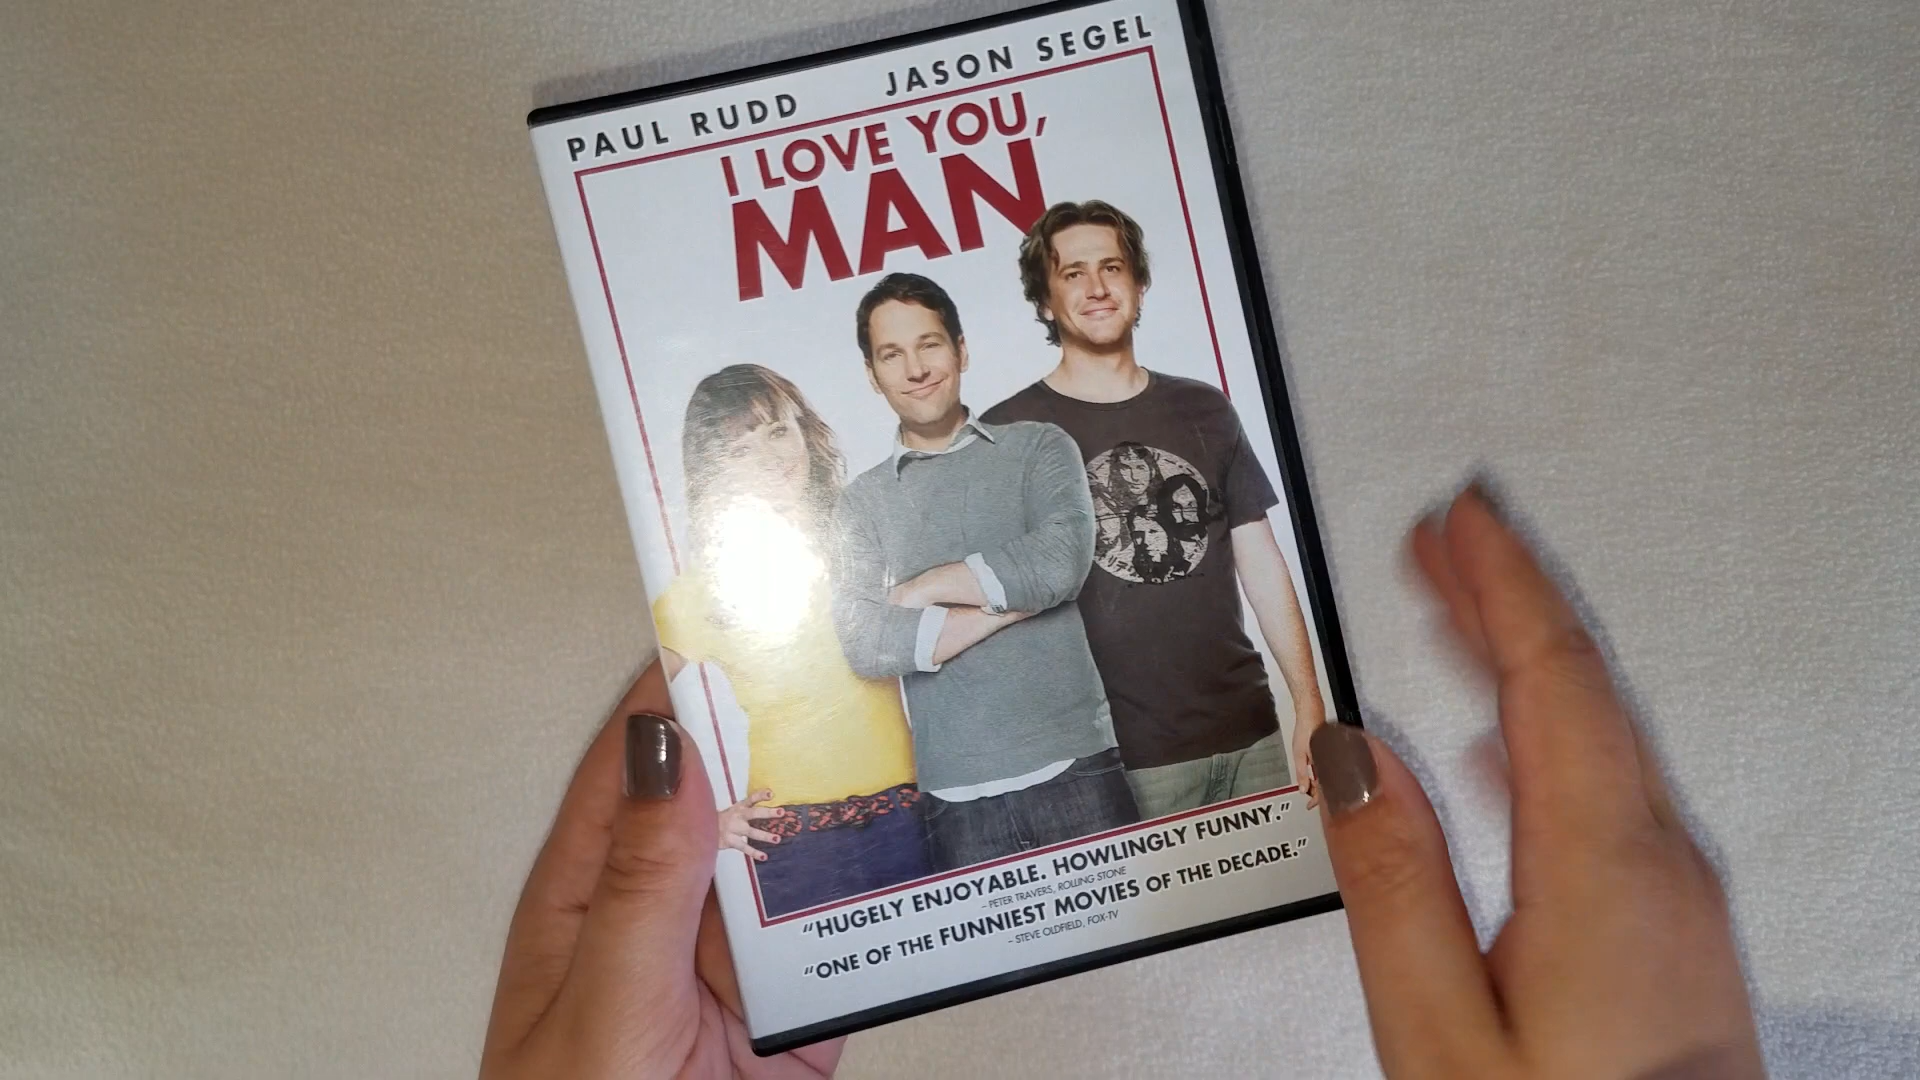 PAUL RUDD JASON SEGEL
I LOVE YOU,
MAN
“HUGELY ENJOYABLE. HOWLINGLY FUNNY.”
– PETER TRAVERS, ROLLING STONE
“ONE OF THE FUNNIEST MOVIES OF THE DECADE.”
– STEVE OLDFIELD, FOX-TV